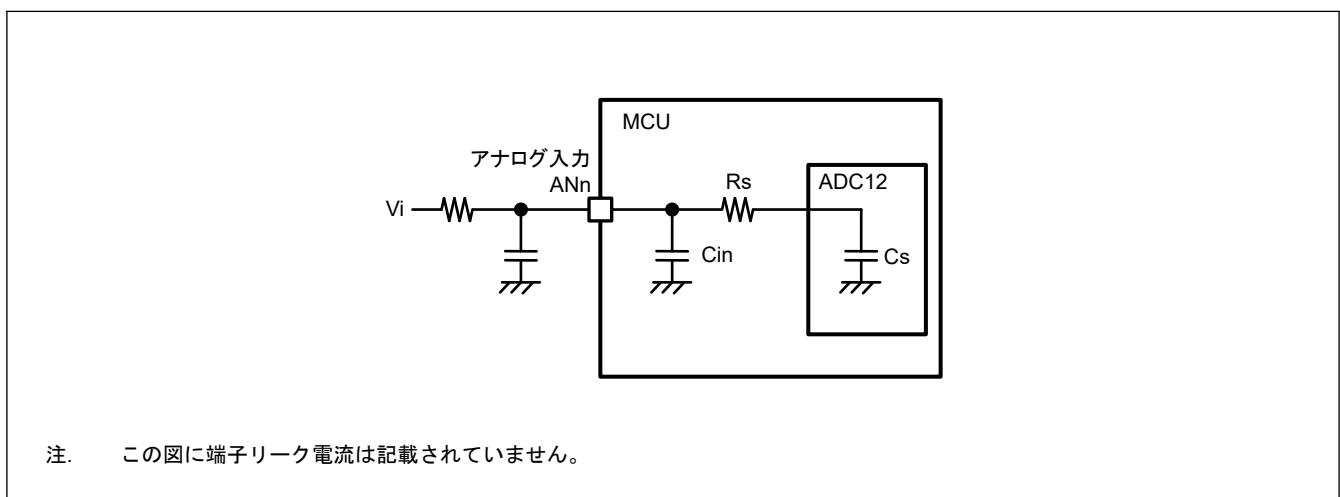 MCU
アナログ入力
ANn
Rs
ADC12
Vi
Cin
Cs
注. この図に端子リーク電流は記載されていません。